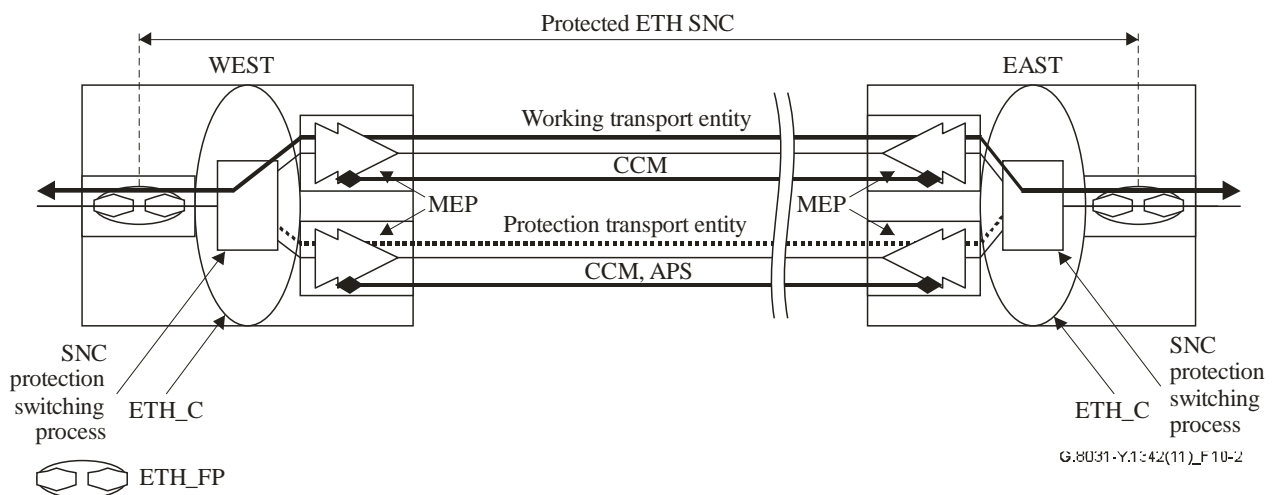 Protected ETH SNC
WEST
EAST
Working transport entity
CCM
MEP
MEP
Protection transport entity
CCM, APS
SNC
protection
switching
process
ETH_C
ETH_C
SNC
protection
switching
process
ETH_FP
G.8031-Y.1342(11)_F10-2